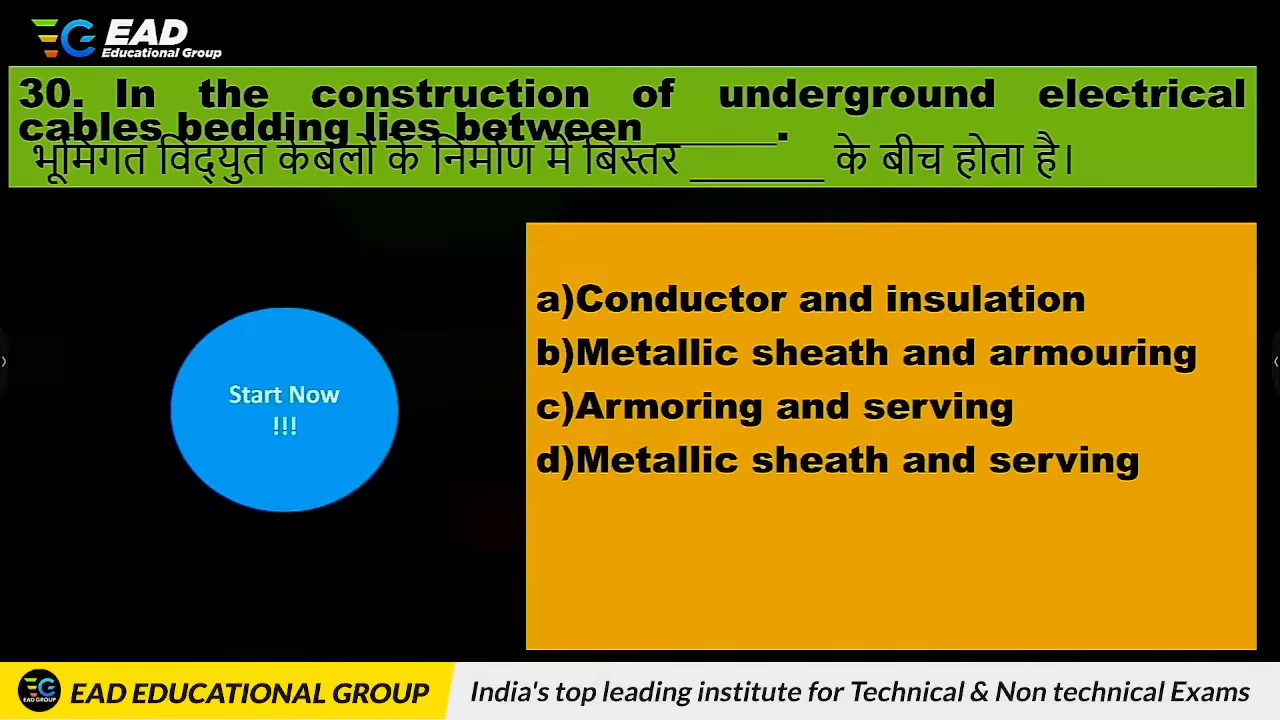 EAD
Educational Group
30. In the construction of underground electrical
cables bedding lies between ______.
भूमिगत विद्युत केबलों के निर्माण में बिस्तर ______ के बीच होता है।
a)Conductor and insulation
b)Metallic sheath and armouring
c)Armoring and serving
d)Metallic sheath and serving
Start Now
!!!
EAD GROUP
EAD EDUCATIONAL GROUP
India's top leading institute for Technical & Non technical Exams